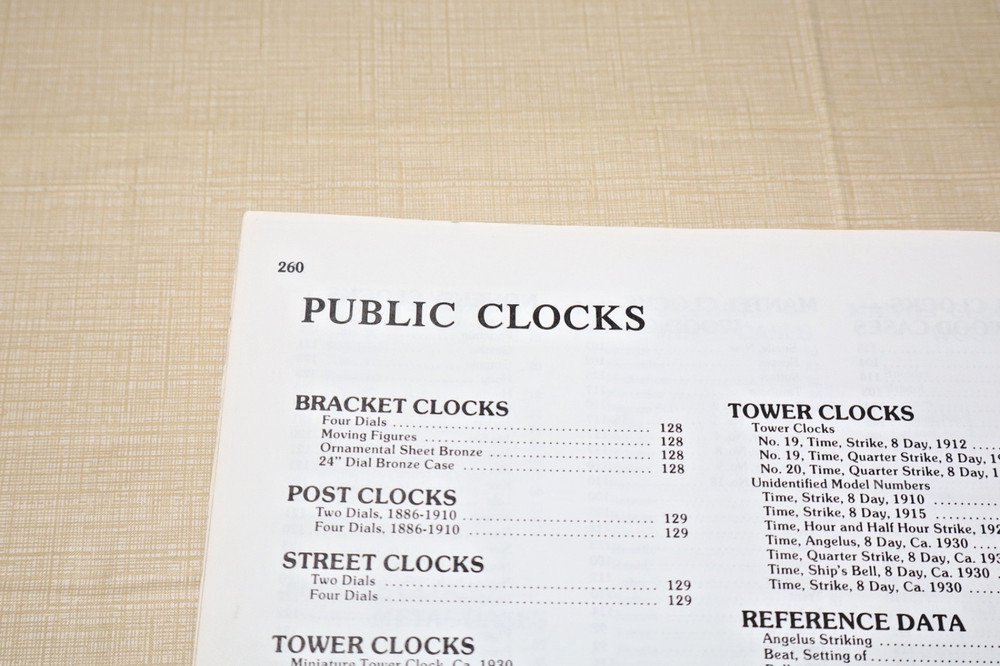 260
PUBLIC CLOCKS
BRACKET CLOCKS
Four Dials ........................................ 128
Moving Figures ................................ 128
Ornamental Sheet Bronze ....................... 128
24" Dial Bronze Case .......................... 128
POST CLOCKS
Two Dials, 1886-1910 .......................... 129
Four Dials, 1886-1910 ......................... 129
STREET CLOCKS
Two Dials ..................................... 129
Four Dials .................................... 129
TOWER CLOCKS
Miniature Tower Clock, Ca. 1930
TOWER CLOCKS
Tower Clocks
No. 19, Time, Strike, 8 Day, 1912 ....
No. 19, Time, Quarter Strike, 8 Day,
No. 20, Time, Quarter Strike, 8 Day,
Unidentified Model Numbers
Time, Strike, 8 Day, 1910 ..........
Time, Strike, 8 Day, 1915 ..........
Time, Hour and Half Hour Strike,
Time, Angelus, 8 Day, Ca. 1930 ....
Time, Quarter Strike, 8 Day, Ca.
Time, Ship's Bell, 8 Day, Ca. 1930 .
Time, Strike, 8 Day, Ca. 1930 .....
REFERENCE DATA
Angelus Striking ................
Beat, Setting of ................